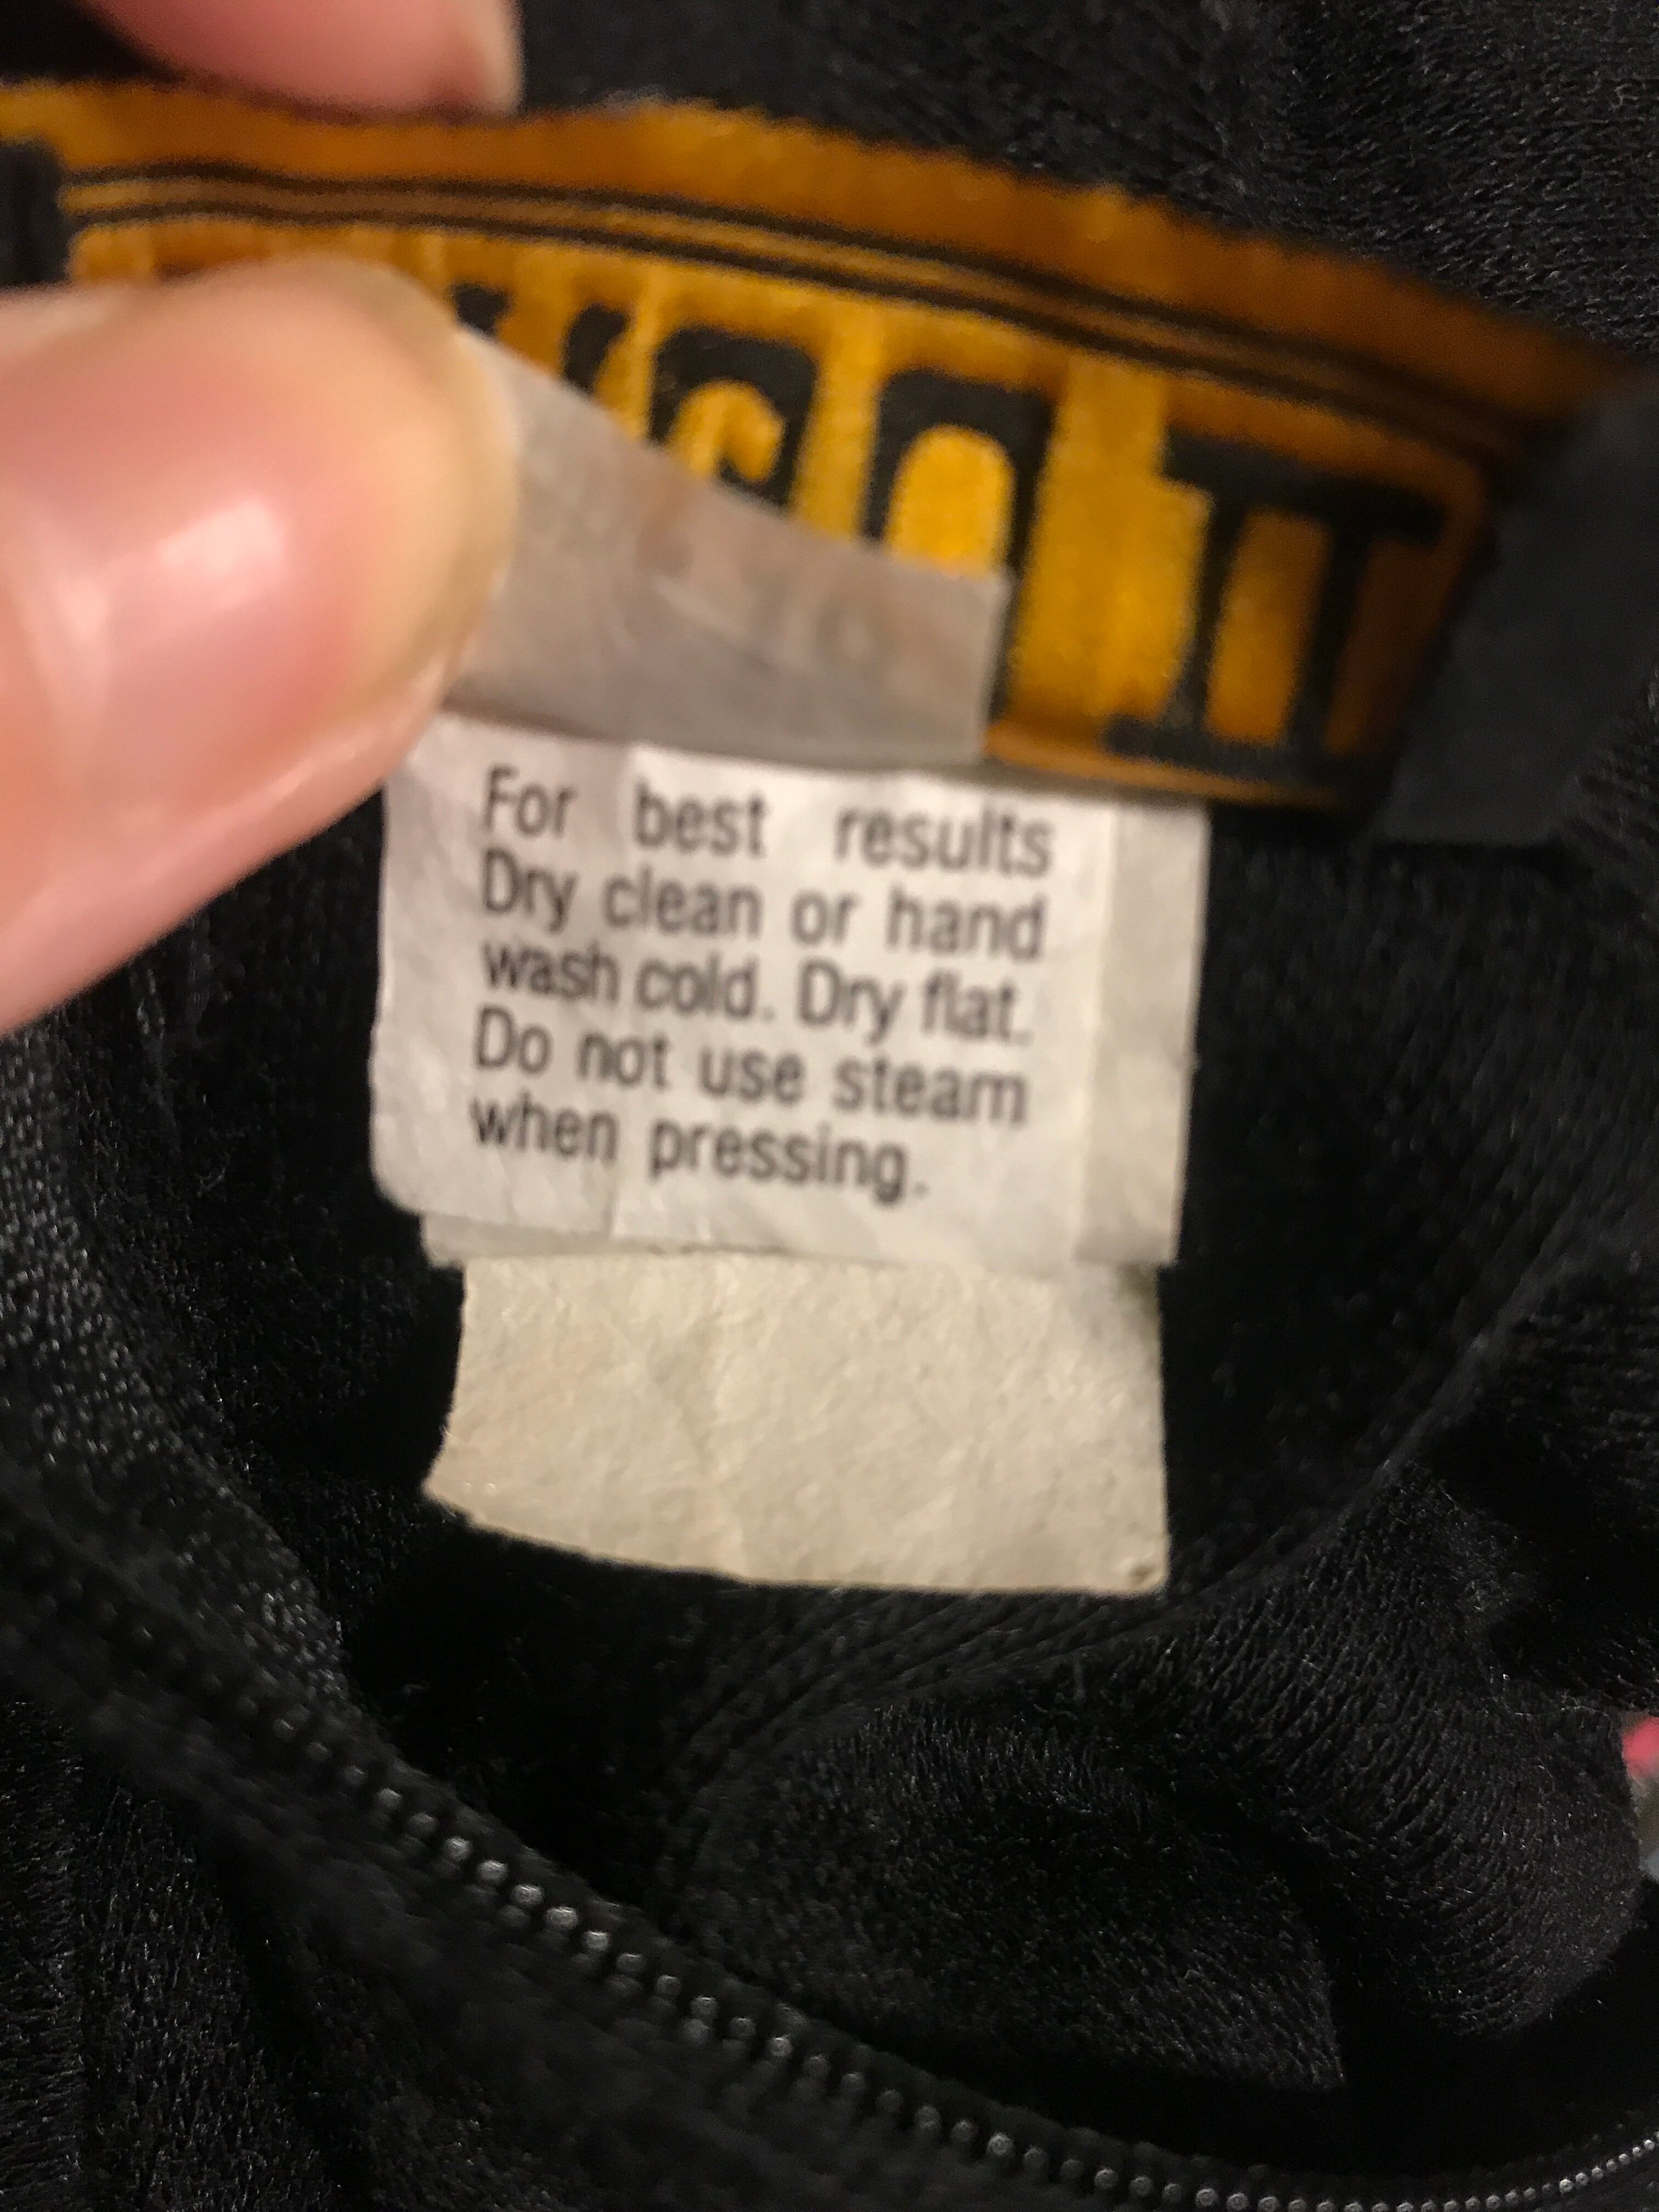 For best results
Dry clean or hand
wash cold. Dry flat.
Do not use steam
when pressing.